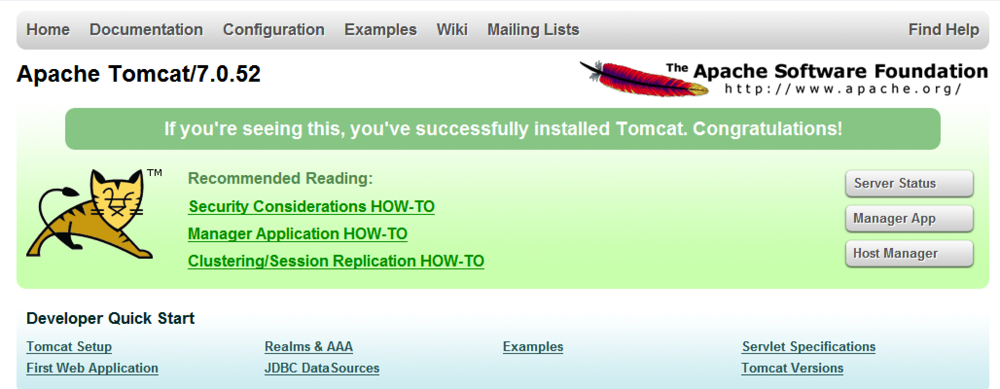 Home Documentation Configuration Examples Wiki Mailing Lists Find Help
Apache Tomcat/7.0.52
The Apache Software Foundation
http://www.apache.org/
If you're seeing this, you've successfully installed Tomcat. Congratulations!
TM
Recommended Reading:
Security Considerations HOW-TO
Manager Application HOW-TO
Clustering/Session Replication HOW-TO
Server Status
Manager App
Host Manager
Developer Quick Start
Tomcat Setup Realms & AAA Examples Servlet Specifications
First Web Application JDBC DataSources Tomcat Versions